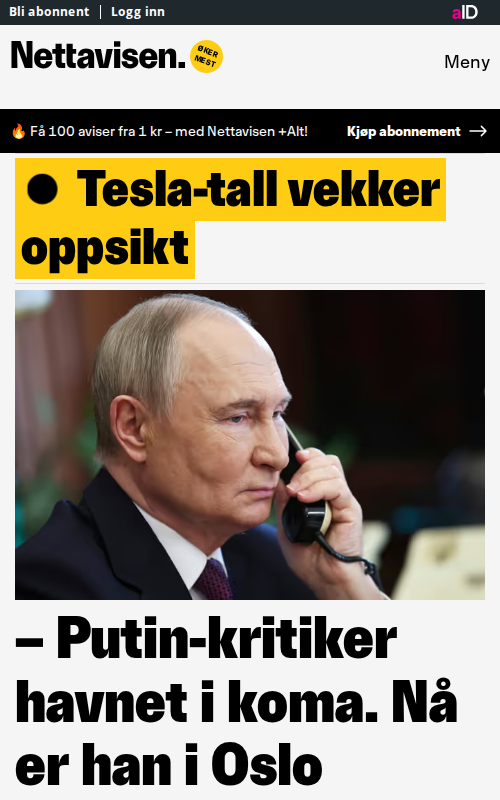 Bli abonnent | Logg inn
aID
Nettavisen.
ØKER
MEST
Meny
🔥 Få 100 aviser fra 1 kr – med Nettavisen +Alt!
Kjøp abonnement →
● Tesla-tall vekker
oppsikt
– Putin-kritiker
havnet i koma. Nå
er han i Oslo